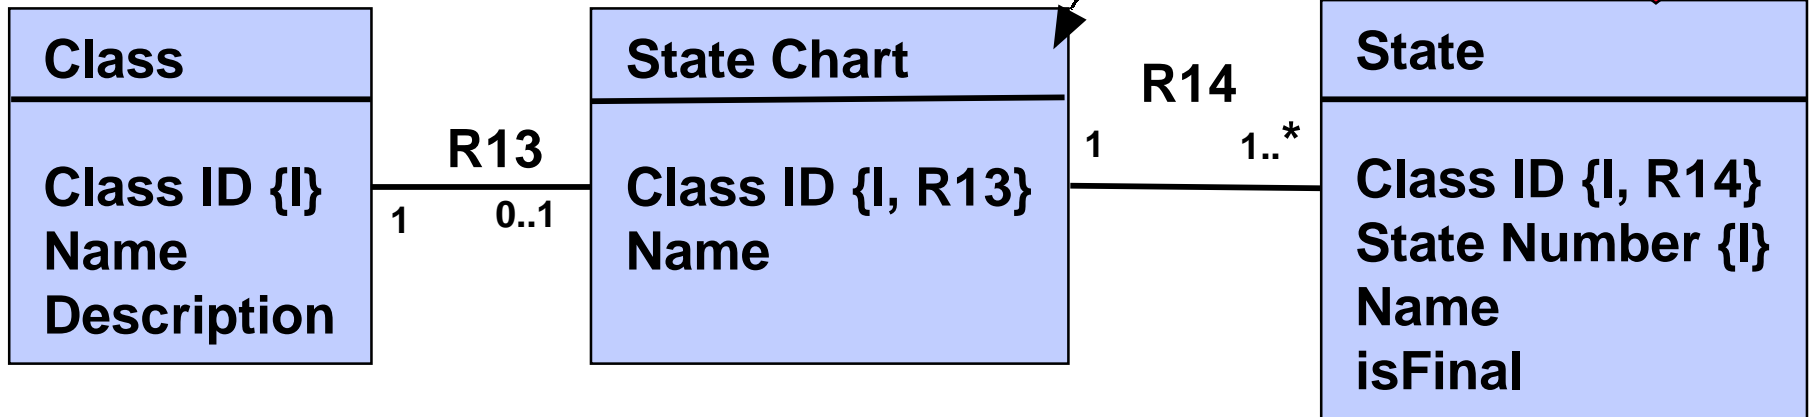 Class
Class ID {I}
Name
Description
R13
1
0..1
State Chart
Class ID {I, R13}
Name
R14
1
1..*
State
Class ID {I, R14}
State Number {I}
Name
isFinal